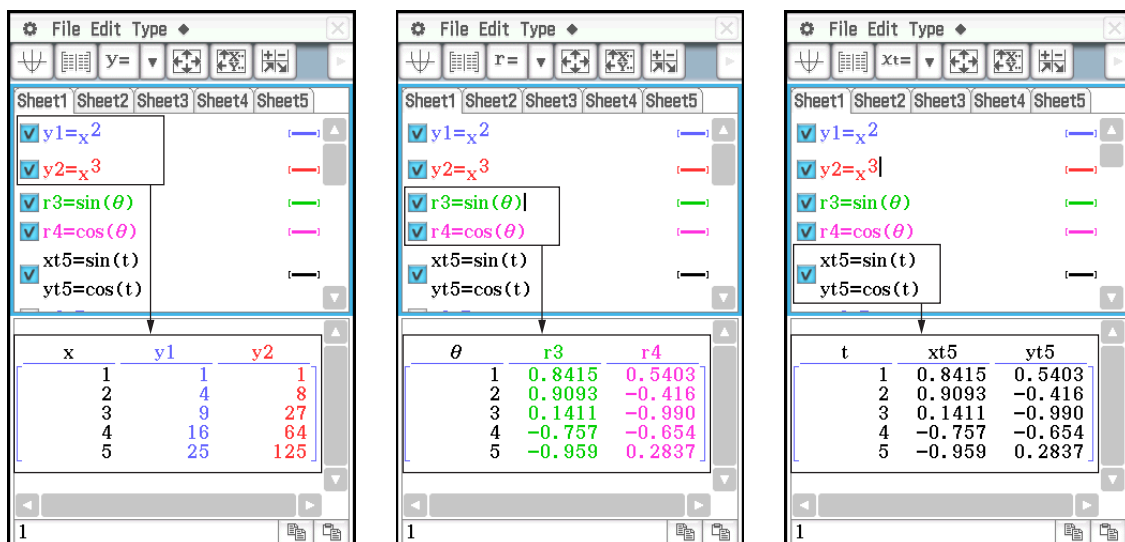 File Edit Type ◆
y=
Sheet1 Sheet2 Sheet3 Sheet4 Sheet5
y1=x²
y2=x³
r3=sin(θ)
r4=cos(θ)
xt5=sin(t)
yt5=cos(t)
x y1 y2
1 1 1
2 4 8
3 9 27
4 16 64
5 25 125
1
File Edit Type ◆
r=
Sheet1 Sheet2 Sheet3 Sheet4 Sheet5
y1=x²
y2=x³
r3=sin(θ)
r4=cos(θ)
xt5=sin(t)
yt5=cos(t)
θ r3 r4
1 0.8415 0.5403
2 0.9093 -0.416
3 0.1411 -0.990
4 -0.757 -0.654
5 -0.959 0.2837
1
File Edit Type ◆
xt=
Sheet1 Sheet2 Sheet3 Sheet4 Sheet5
y1=x²
y2=x³
r3=sin(θ)
r4=cos(θ)
xt5=sin(t)
yt5=cos(t)
t xt5 yt5
1 0.8415 0.5403
2 0.9093 -0.416
3 0.1411 -0.990
4 -0.757 -0.654
5 -0.959 0.2837
1